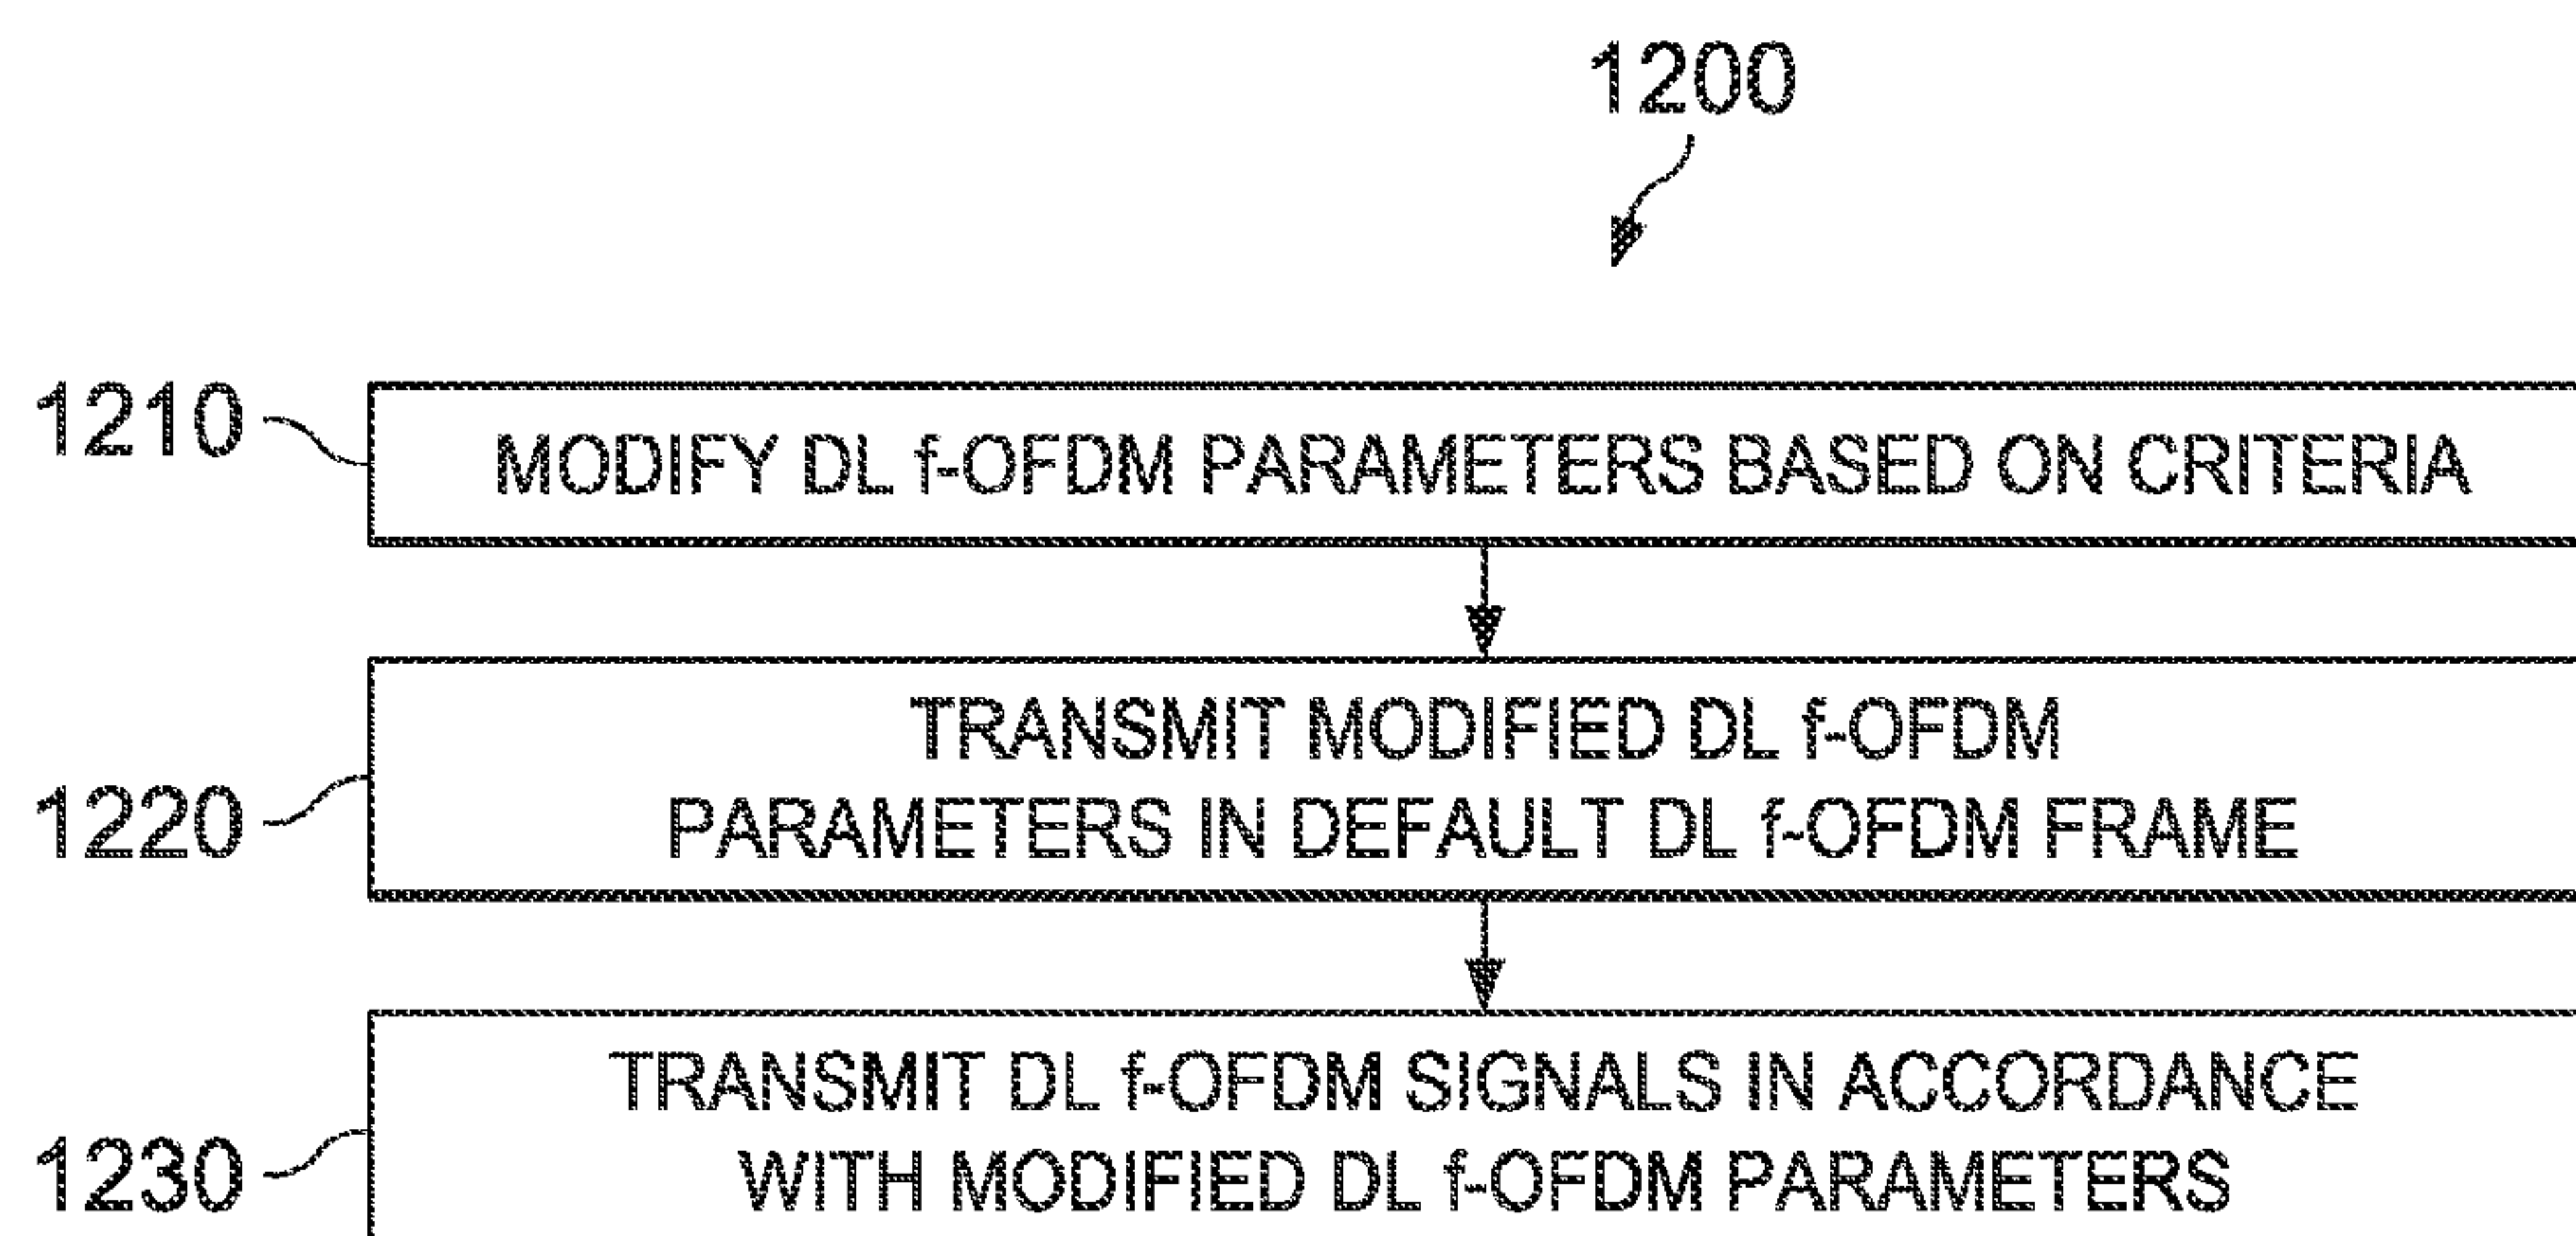 1200
1210
MODIFY DL f-OFDM PARAMETERS BASED ON CRITERIA
TRANSMIT MODIFIED DL f-OFDM
PARAMETERS IN DEFAULT DL f-OFDM FRAME
1220
TRANSMIT DL f-OFDM SIGNALS IN ACCORDANCE
WITH MODIFIED DL f-OFDM PARAMETERS
1230